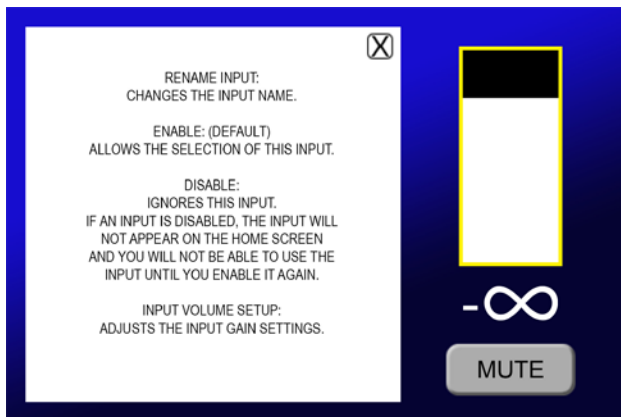 X
RENAME INPUT:
CHANGES THE INPUT NAME.
ENABLE: (DEFAULT)
ALLOWS THE SELECTION OF THIS INPUT.
DISABLE:
IGNORES THIS INPUT.
IF AN INPUT IS DISABLED, THE INPUT WILL
NOT APPEAR ON THE HOME SCREEN
AND YOU WILL NOT BE ABLE TO USE THE
INPUT UNTIL YOU ENABLE IT AGAIN.
INPUT VOLUME SETUP:
ADJUSTS THE INPUT GAIN SETTINGS.
-∞
MUTE